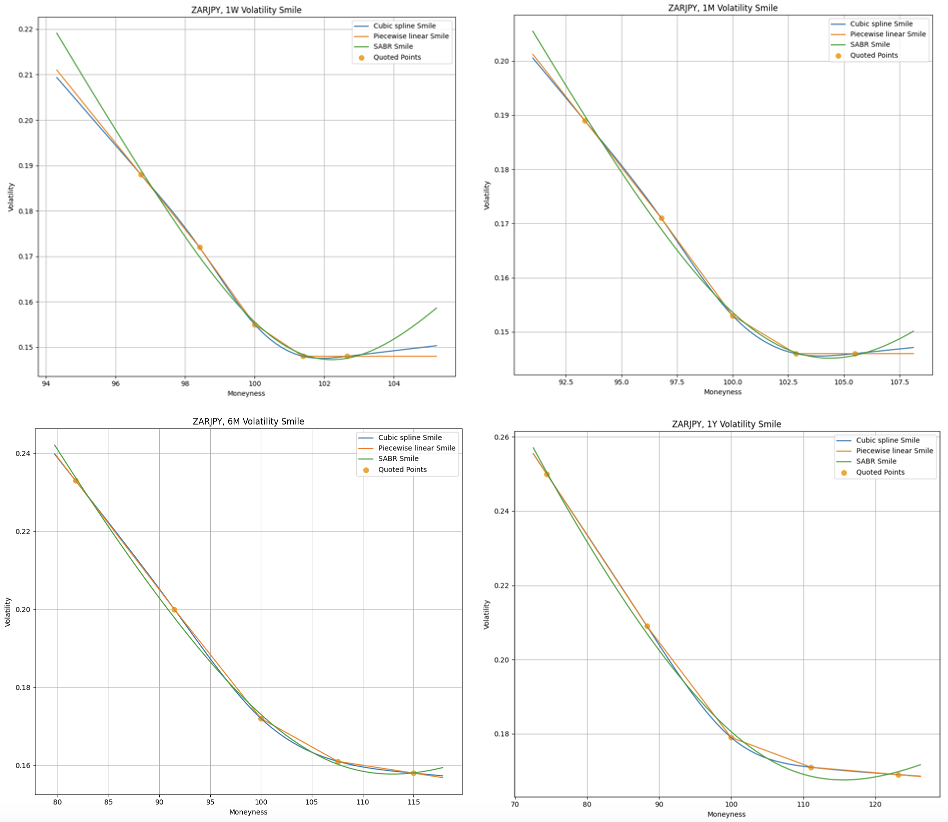 ZARJPY, 1W Volatility Smile
Cubic spline Smile
Piecewise linear Smile
SABR Smile
Quoted Points
0.22
0.21
0.20
0.19
0.18
0.17
0.16
0.15
Volatility
94 96 98 100 102 104
Moneyness
ZARJPY, 1M Volatility Smile
Cubic spline Smile
Piecewise linear Smile
SABR Smile
Quoted Points
0.20
0.19
0.18
0.17
0.16
0.15
Volatility
92.5 95.0 97.5 100.0 102.5 105.0 107.5
Moneyness
ZARJPY, 6M Volatility Smile
Cubic spline Smile
Piecewise linear Smile
SABR Smile
Quoted Points
0.24
0.22
0.20
0.18
0.16
Volatility
80 85 90 95 100 105 110 115
Moneyness
ZARJPY, 1Y Volatility Smile
Cubic spline Smile
Piecewise linear Smile
SABR Smile
Quoted Points
0.26
0.24
0.22
0.20
0.18
Volatility
70 80 90 100 110 120
Moneyness